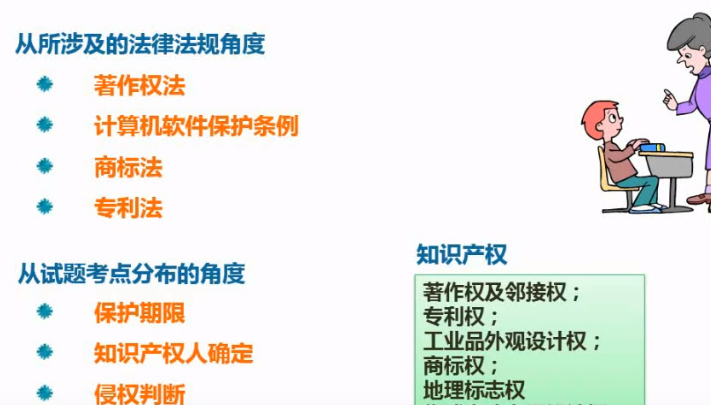 从所涉及的法律法规角度
著作权法
计算机软件保护条例
商标法
专利法
从试题考点分布的角度
保护期限
知识产权人确定
侵权判断
知识产权
著作权及邻接权；
专利权；
工业品外观设计权；
商标权；
地理标志权